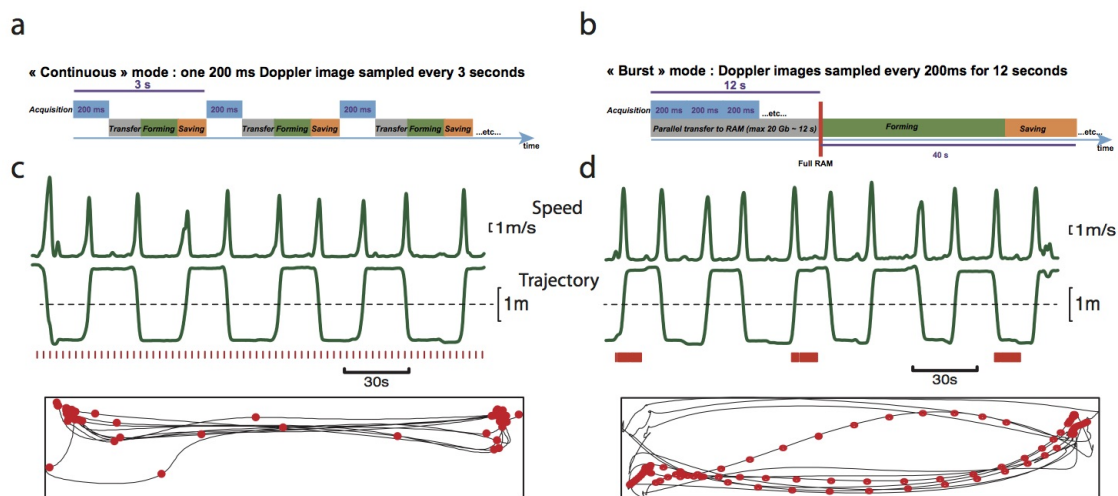 a
« Continuous » mode : one 200 ms Doppler image sampled every 3 seconds
3 s
Acquisition 200 ms 200 ms 200 ms
Transfer Forming Saving Transfer Forming Saving Transfer Forming Saving ...etc...
time
b
« Burst » mode : Doppler images sampled every 200ms for 12 seconds
12 s
Acquisition 200 ms 200 ms 200 ms ...etc...
Parallel transfer to RAM (max 20 Gb ~ 12 s) Forming Saving ...etc...
time
Full RAM 40 s
c
Speed
1m/s
Trajectory
1m
30s
d
1m/s
1m
30s